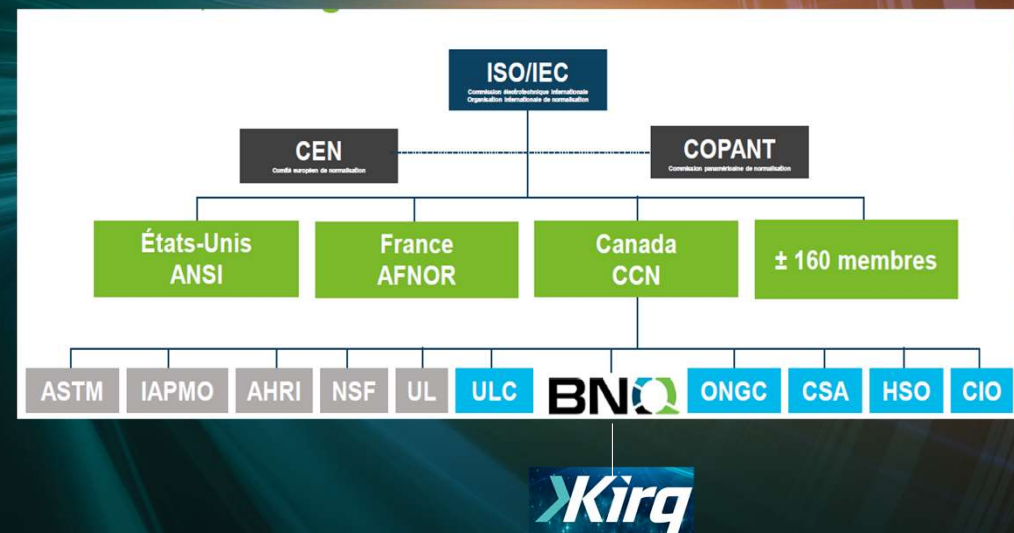 ISO/IEC
Commission électrotechnique internationale
Organisation internationale de normalisation
CEN
Comité européen de normalisation
COPANT
Commission panaméricaine de normalisation
États-Unis
ANSI
France
AFNOR
Canada
CCN
± 160 membres
ASTM
IAPMO
AHRI
NSF
UL
ULC
BNQ
ONGC
CSA
HSO
CIO
Kirq